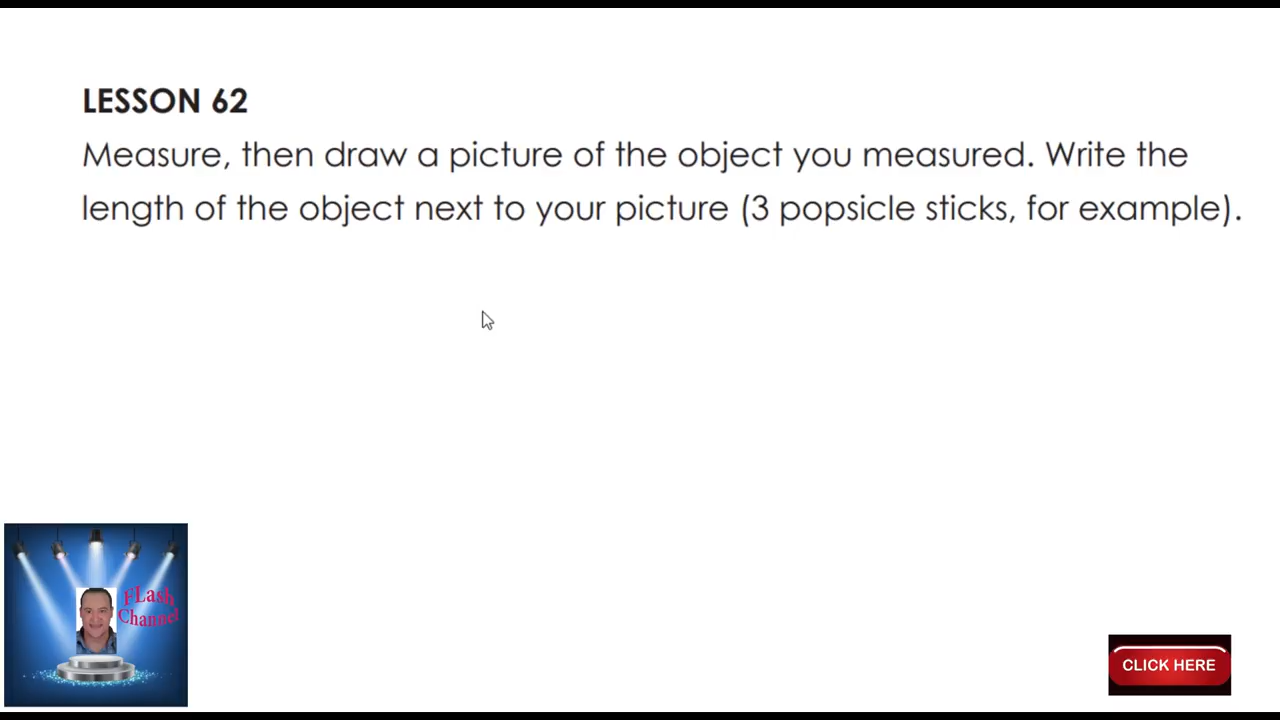 LESSON 62
Measure, then draw a picture of the object you measured. Write the
length of the object next to your picture (3 popsicle sticks, for example).
FLash
Channel
CLICK HERE